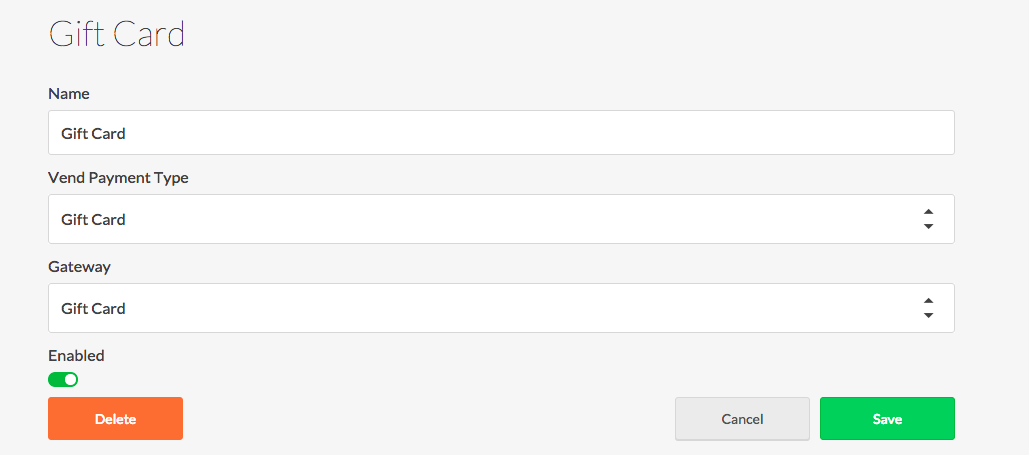 Gift Card
Name
Gift Card
Vend Payment Type
Gift Card
Gateway
Gift Card
Enabled
Delete
Cancel
Save